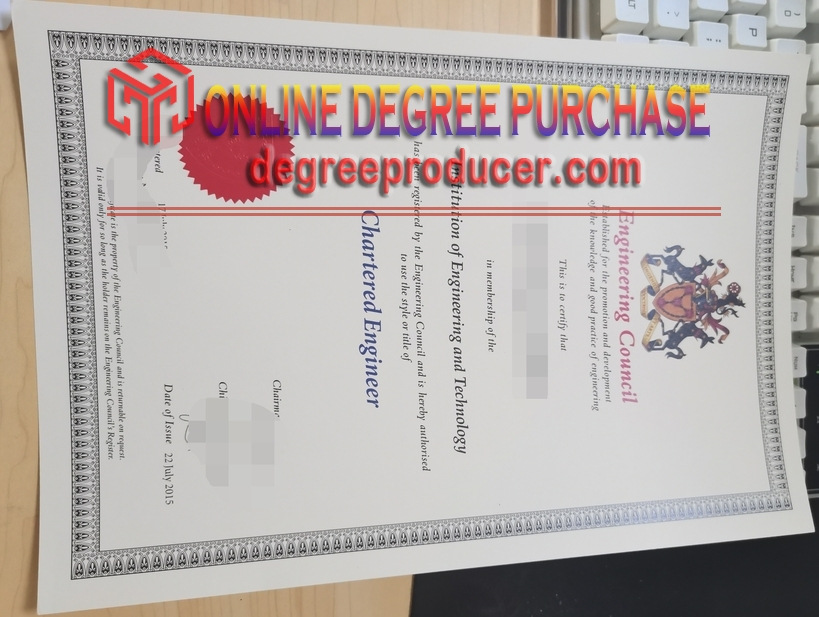 ONLINE DEGREE PURCHASE
degreeproducer.com
Engineering Council
Established for the promotion and development
of the knowledge and good practice of engineering
This is to certify that
in membership of the
Institution of Engineering and Technology
has been registered by the Engineering Council and is hereby authorised
to use the style or title of
Chartered Engineer
Chairm
Chi
Date of Issue 22 July 2015
is the property of the Engineering Council and is returnable on request.
It is valid only for so long as the holder remains on the Engineering Council's Register.
P